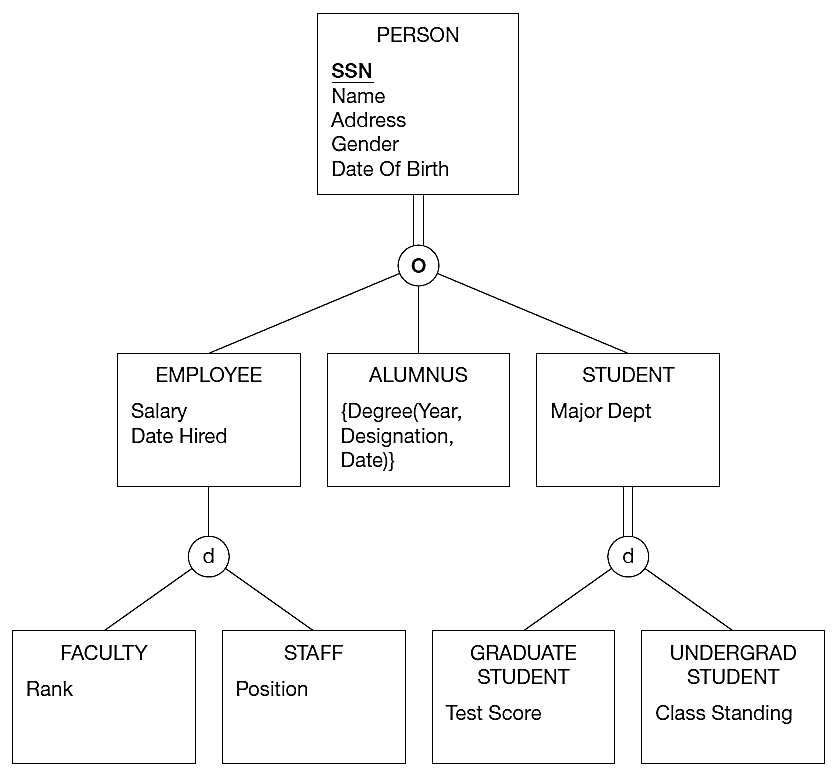 PERSON
SSN
Name
Address
Gender
Date Of Birth
O
EMPLOYEE
Salary
Date Hired
ALUMNUS
{Degree(Year,
Designation,
Date)}
STUDENT
Major Dept
d
d
FACULTY
Rank
STAFF
Position
GRADUATE
STUDENT
Test Score
UNDERGRAD
STUDENT
Class Standing